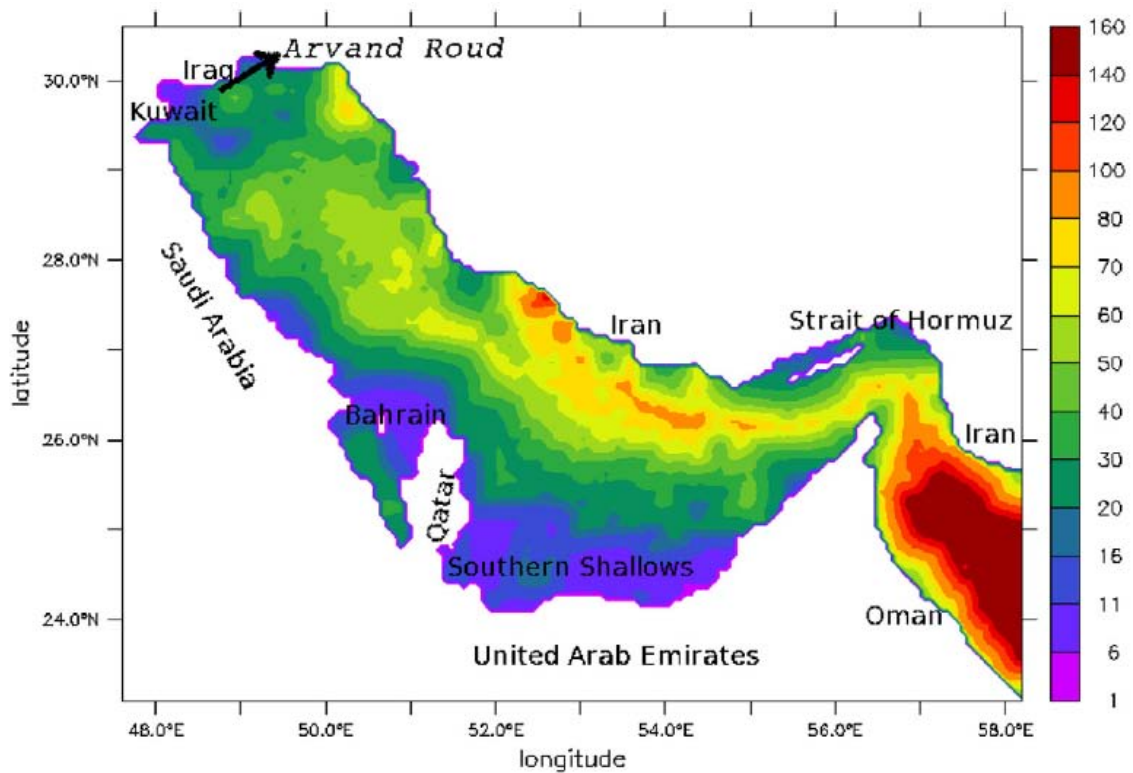 Arvand Roud
Iraq
Kuwait
Saudi Arabia
Iran
Strait of Hormuz
Bahrain
Qatar
Iran
Southern Shallows
Oman
United Arab Emirates
30.0°N
28.0°N
26.0°N
24.0°N
latitude
48.0°E 50.0°E 52.0°E 54.0°E 56.0°E 58.0°E
longitude
160
140
120
100
80
70
60
50
40
30
20
16
11
6
1